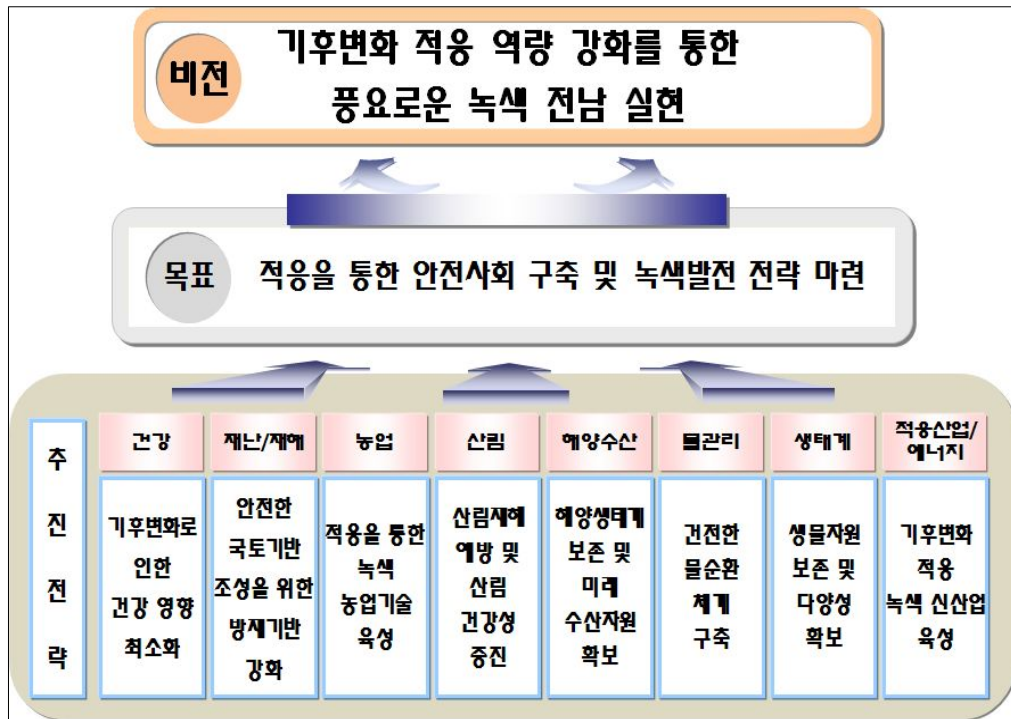 비전
기후변화 적응 역량 강화를 통한
풍요로운 녹색 전남 실현
목표
적응을 통한 안전사회 구축 및 녹색발전 전략 마련
추
진
전
략
건강
기후변화로
인한
건강 영향
최소화
재난/재해
안전한
국토기반
조성을 위한
방재기반
강화
농업
적응을 통한
녹색
농업기술
육성
산림
산림재해
예방 및
산림
건강성
증진
해양수산
해양생태계
보존 및
미래
수산자원
확보
물관리
건전한
물순환
체계
구축
생태계
생물자원
보존 및
다양성
확보
적응산업/
에너지
기후변화
적응
녹색 신산업
육성